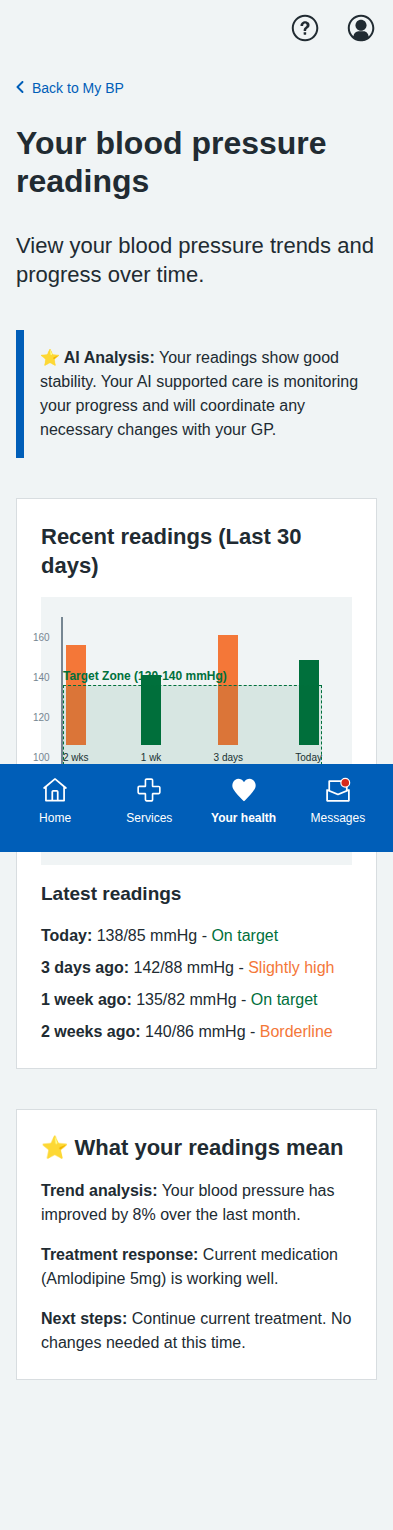 Back to My BP
Your blood pressure
readings
View your blood pressure trends and
progress over time.
⭐ AI Analysis: Your readings show good
stability. Your AI supported care is monitoring
your progress and will coordinate any
necessary changes with your GP.
Recent readings (Last 30
days)
160
Target Zone (120-140 mmHg)
140
120
100
2 wks
1 wk
3 days
Today
Home
Services
Your health
Messages
Latest readings
Today: 138/85 mmHg - On target
3 days ago: 142/88 mmHg - Slightly high
1 week ago: 135/82 mmHg - On target
2 weeks ago: 140/86 mmHg - Borderline
⭐ What your readings mean
Trend analysis: Your blood pressure has
improved by 8% over the last month.
Treatment response: Current medication
(Amlodipine 5mg) is working well.
Next steps: Continue current treatment. No
changes needed at this time.